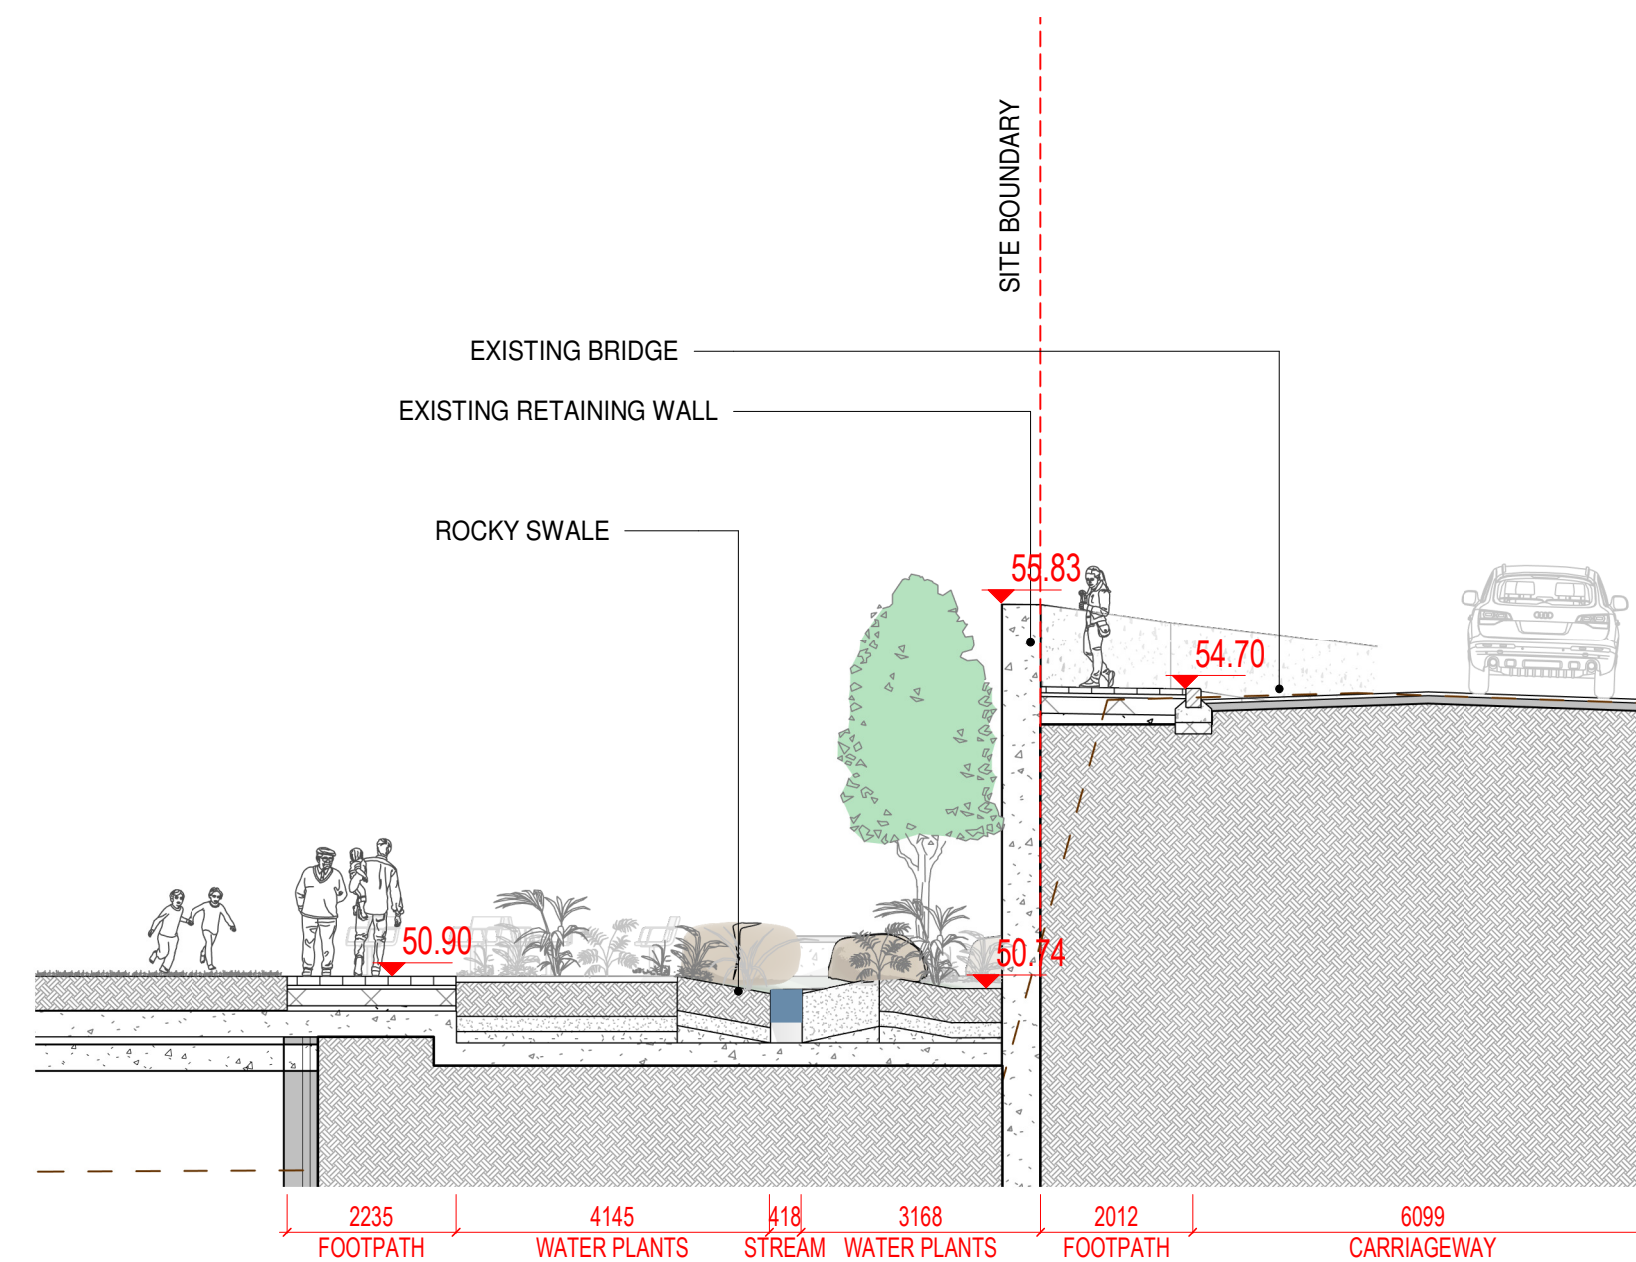 SITE BOUNDARY
EXISTING BRIDGE
EXISTING RETAINING WALL
ROCKY SWALE
55.83
54.70
50.90
50.74
2235
4145
418
3168
2012
6099
FOOTPATH
WATER PLANTS
STREAM
WATER PLANTS
FOOTPATH
CARRIAGEWAY